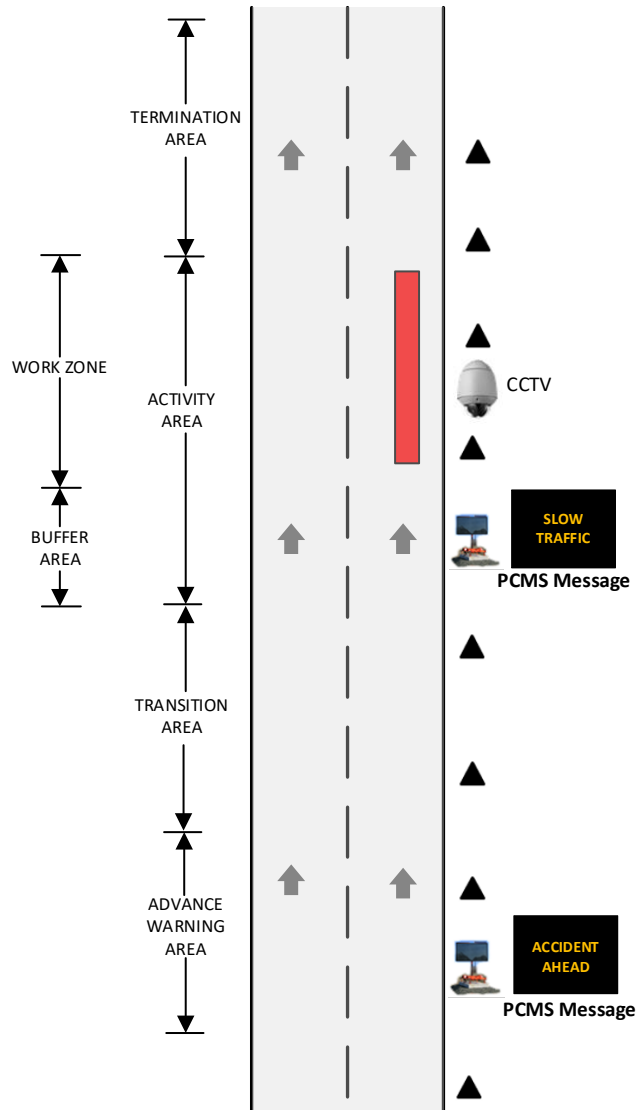 TERMINATION
AREA
WORK ZONE
ACTIVITY
AREA
CCTV
BUFFER
AREA
SLOW
TRAFFIC
PCMS Message
TRANSITION
AREA
ADVANCE
WARNING
AREA
ACCIDENT
AHEAD
PCMS Message